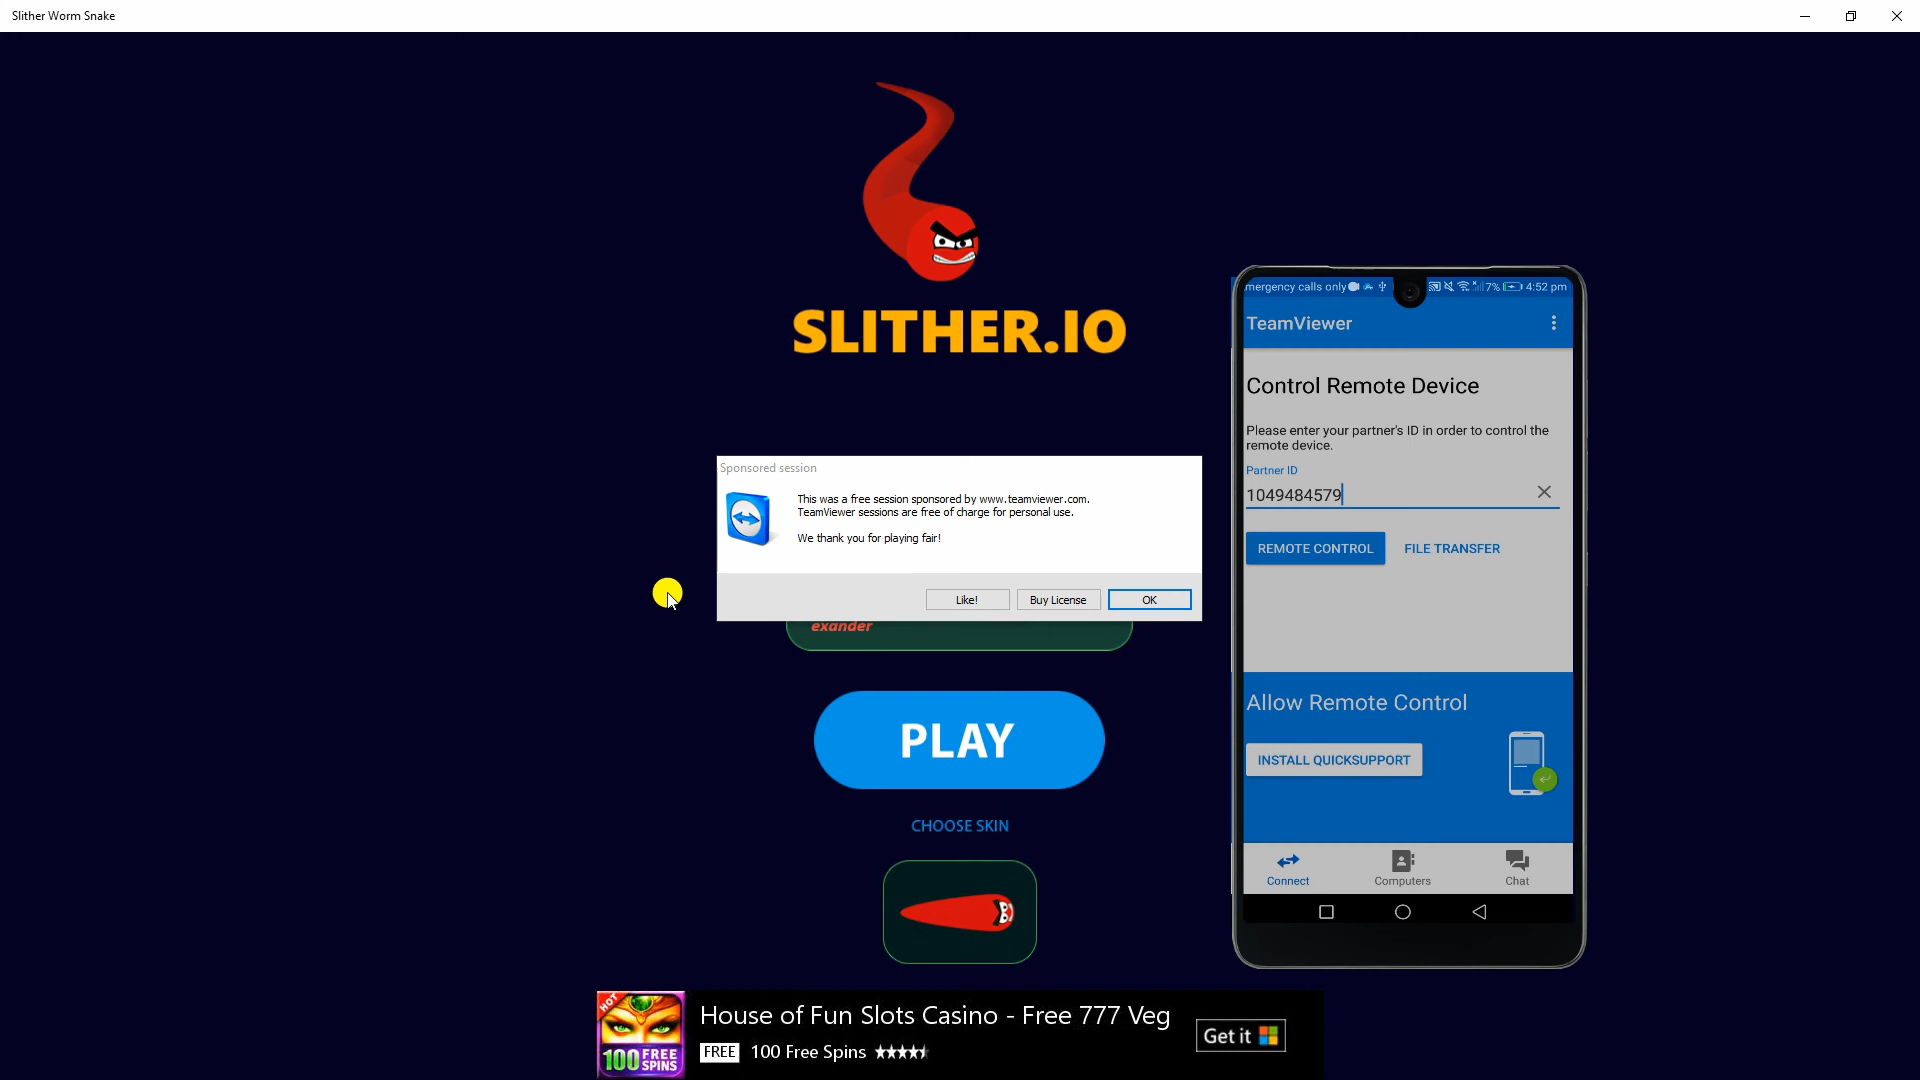 Slither Worm Snake
SLITHER.IO
Sponsored session
This was a free session sponsored by www.teamviewer.com.
TeamViewer sessions are free of charge for personal use.
We thank you for playing fair!
Like!
Buy License
OK
exander
PLAY
CHOOSE SKIN
HOT
100 FREE
SPINS
House of Fun Slots Casino - Free 777 Veg
FREE 100 Free Spins
Get it
mergency calls only
7% 4:52 pm
TeamViewer
Control Remote Device
Please enter your partner's ID in order to control the
remote device.
Partner ID
1049484579
REMOTE CONTROL
FILE TRANSFER
Allow Remote Control
INSTALL QUICKSUPPORT
Connect
Computers
Chat